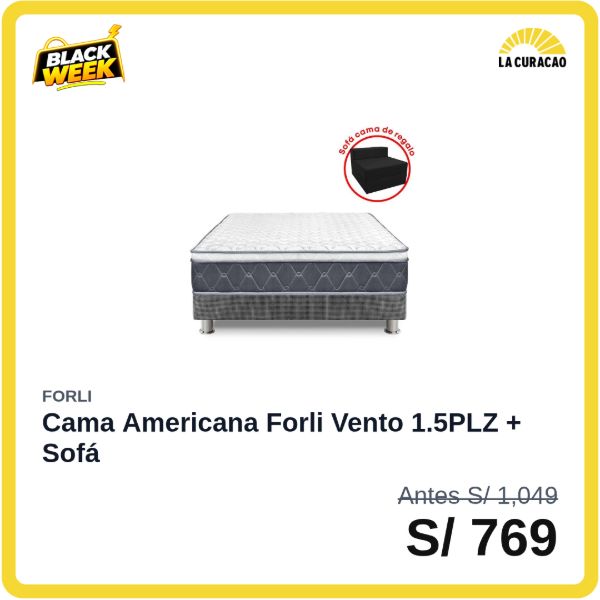 BLACK
WEEK
LA CURACAO
Sofá cama de regalo
FORLI
Cama Americana Forli Vento 1.5PLZ +
Sofá
Antes S/ 1,049
S/ 769